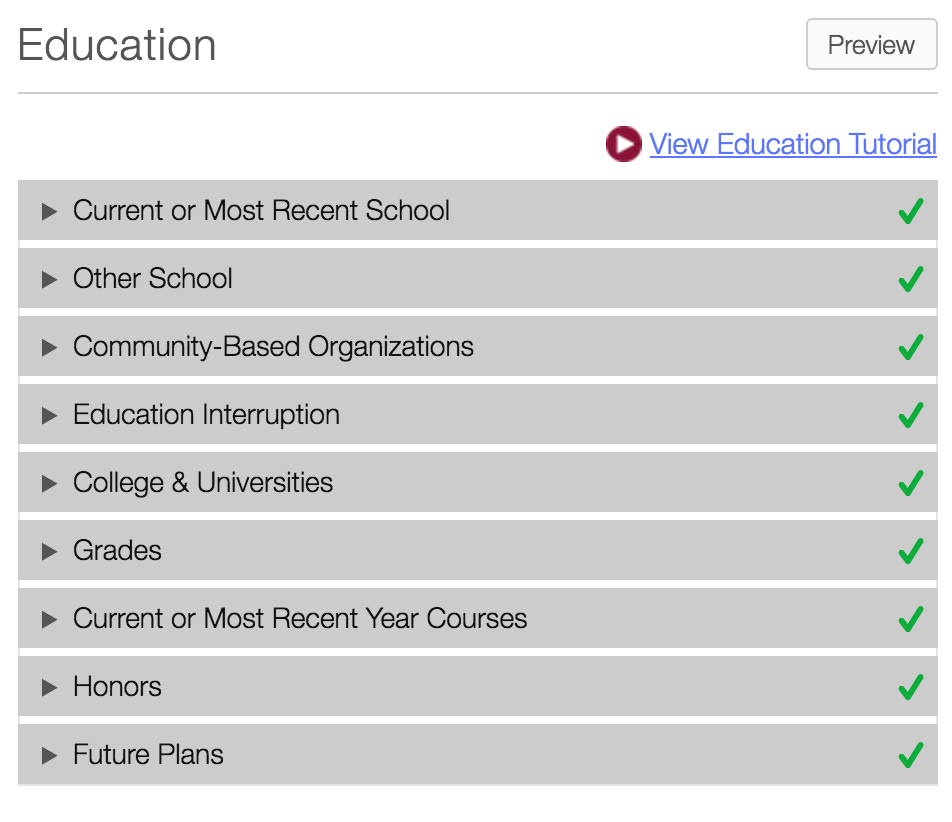 Education
Preview
View Education Tutorial
Current or Most Recent School
Other School
Community-Based Organizations
Education Interruption
College & Universities
Grades
Current or Most Recent Year Courses
Honors
Future Plans